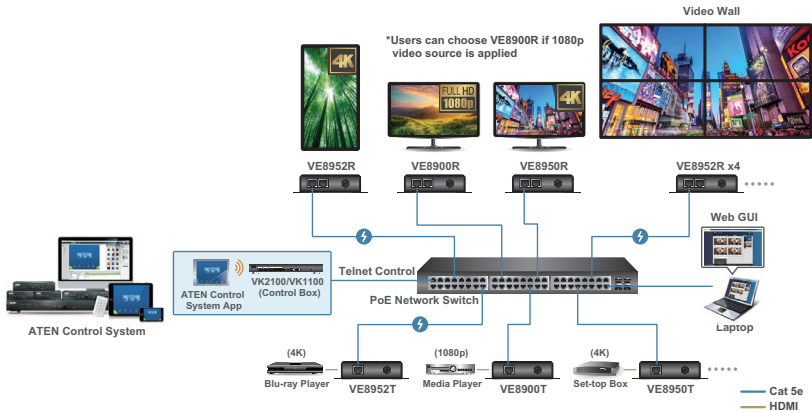 Video Wall
*Users can choose VE8900R if 1080p
video source is applied
4K
FULL HD
1080p
4K
VE8952R
VE8900R
VE8950R
VE8952R x4
Web GUI
Telnet Control
VK2100/VK1100
(Control Box)
ATEN Control
System App
PoE Network Switch
ATEN Control System
Laptop
(4K)
Blu-ray Player
VE8952T
(1080p)
Media Player
VE8900T
(4K)
Set-top Box
VE8950T
Cat 5e
HDMI